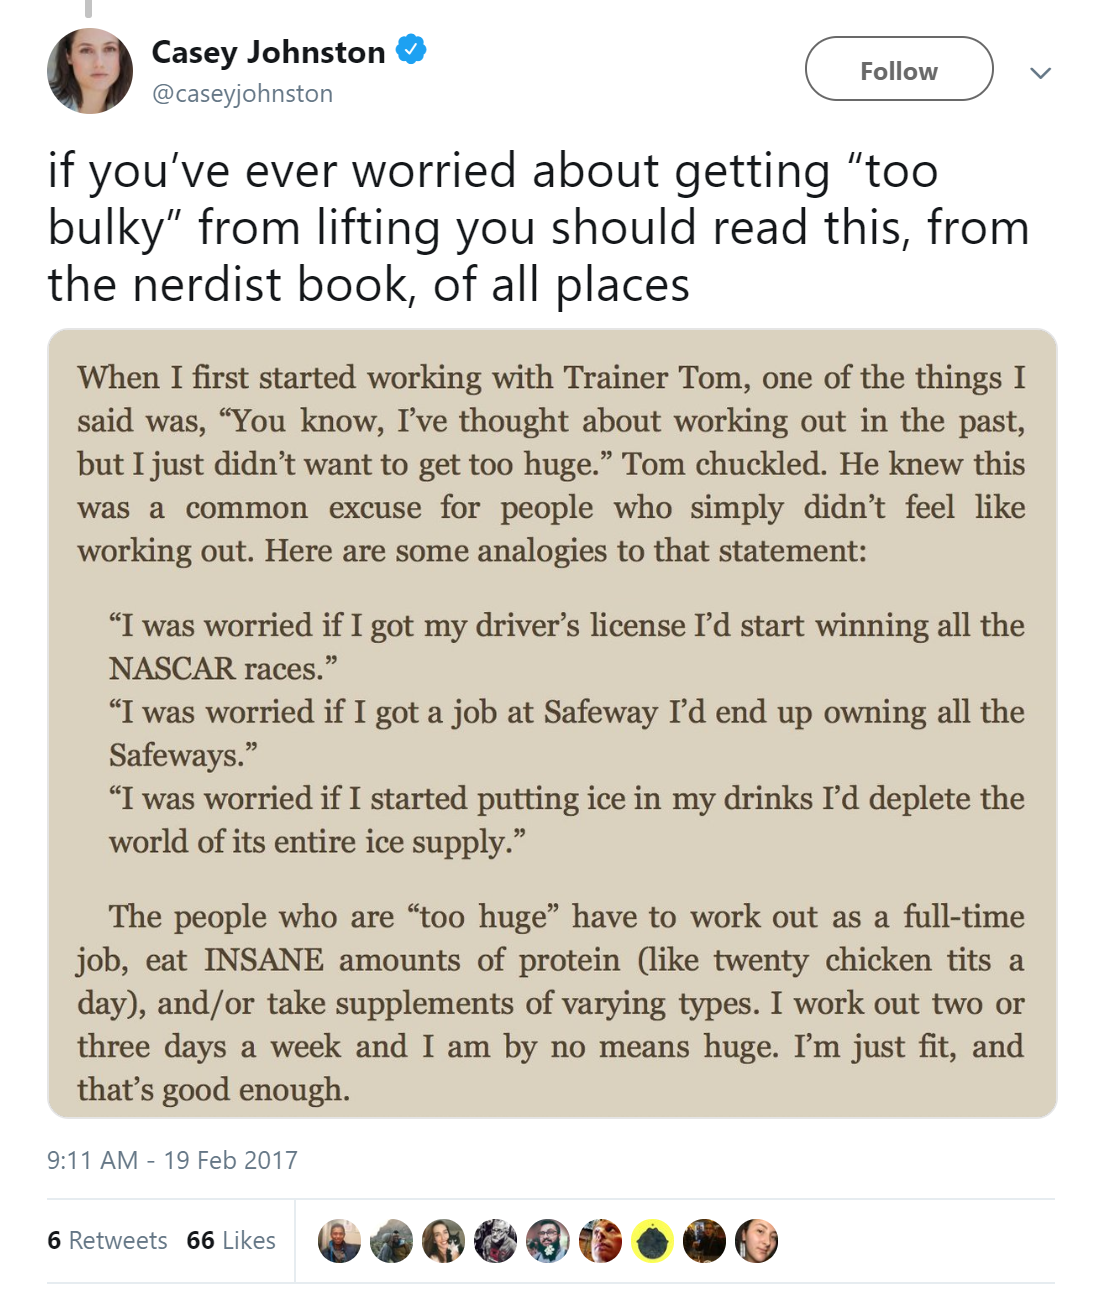 Casey Johnston
@caseyjohnston
Follow
if you’ve ever worried about getting “too
bulky” from lifting you should read this, from
the nerdist book, of all places
When I first started working with Trainer Tom, one of the things I
said was, “You know, I’ve thought about working out in the past,
but I just didn’t want to get too huge.” Tom chuckled. He knew this
was a common excuse for people who simply didn’t feel like
working out. Here are some analogies to that statement:
“I was worried if I got my driver’s license I’d start winning all the
NASCAR races.”
“I was worried if I got a job at Safeway I’d end up owning all the
Safeways.”
“I was worried if I started putting ice in my drinks I’d deplete the
world of its entire ice supply.”
The people who are “too huge” have to work out as a full-time
job, eat INSANE amounts of protein (like twenty chicken tits a
day), and/or take supplements of varying types. I work out two or
three days a week and I am by no means huge. I’m just fit, and
that’s good enough.
9:11 AM - 19 Feb 2017
6 Retweets 66 Likes